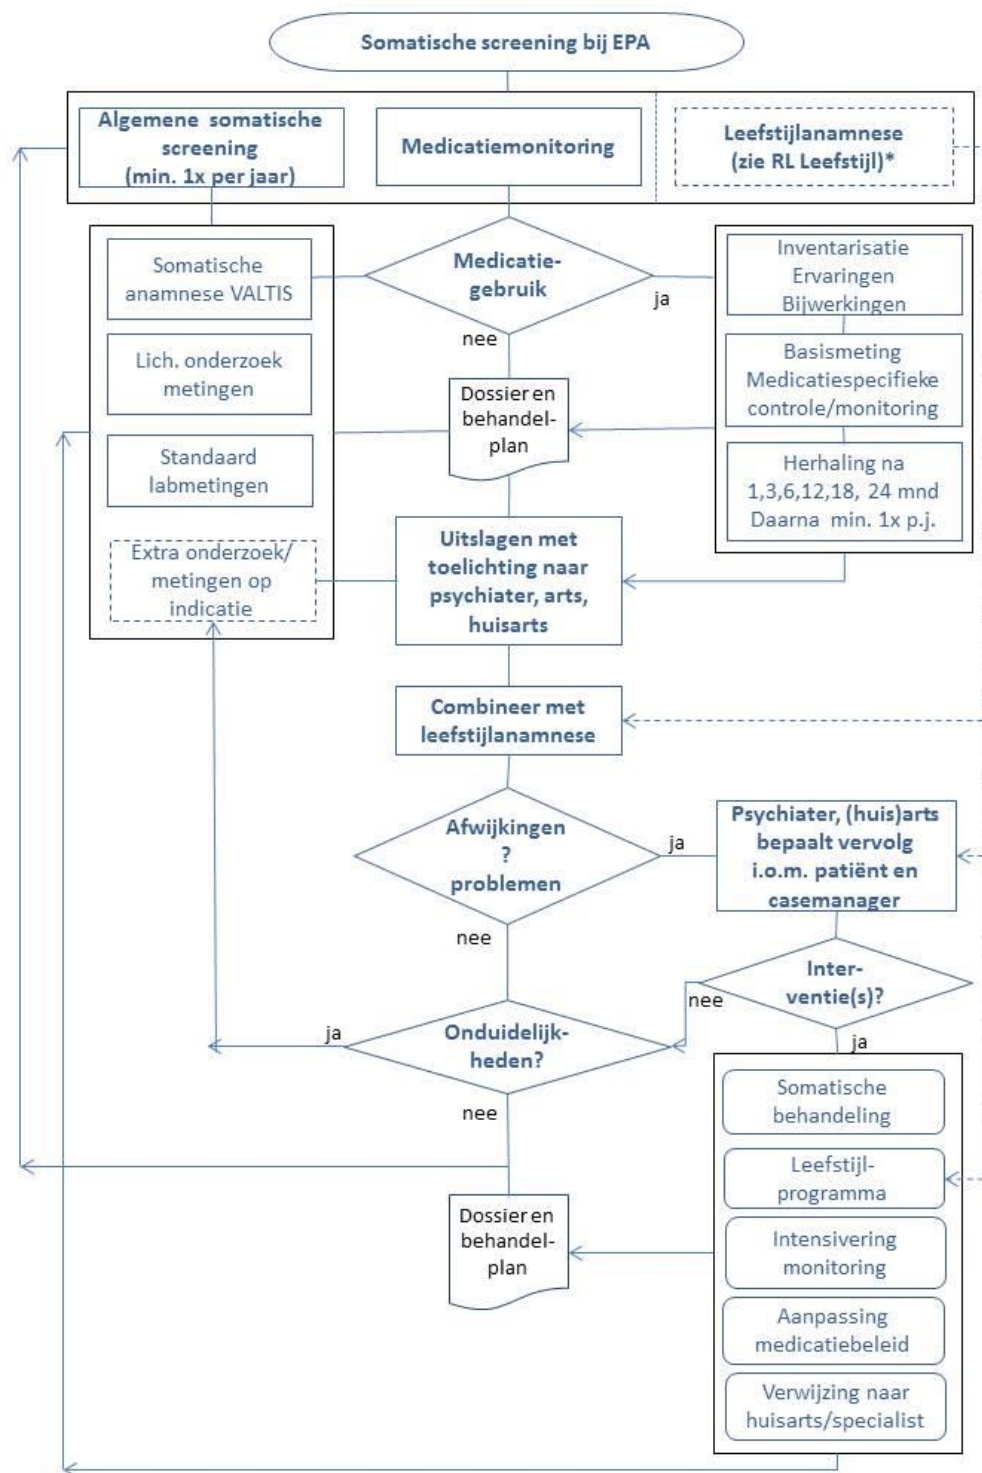 Somatische screening bij EPA
Algemene somatische
screening
(min. 1x per jaar)
Medicatiemonitoring
Leefstijlanamnese
(zie RL Leefstijl)*
Somatische
anamnese VALTIS
Lich. onderzoek
metingen
Standaard
labmetingen
Extra onderzoek/
metingen op
indicatie
Medicatie-
gebruik
ja
nee
Inventarisatie
Ervaringen
Bijwerkingen
Basismeting
Medicatiespecifieke
controle/monitoring
Herhaling na
1,3,6,12,18, 24 mnd
Daarna min. 1x p.j.
Dossier en
behandel-
plan
Uitslagen met
toelichting naar
psychiater, arts,
huisarts
Combineer met
leefstijlanamnese
Afwijkingen
?
problemen
ja
nee
Psychiater, (huis)arts
bepaalt vervolg
i.o.m. patiënt en
casemanager
Inter-
ventie(s)?
nee
ja
Onduidelijk-
heden?
ja
nee
Somatische
behandeling
Leefstijl-
programma
Intensivering
monitoring
Aanpassing
medicatiebeleid
Verwijzing naar
huisarts/specialist
Dossier en
behandel-
plan